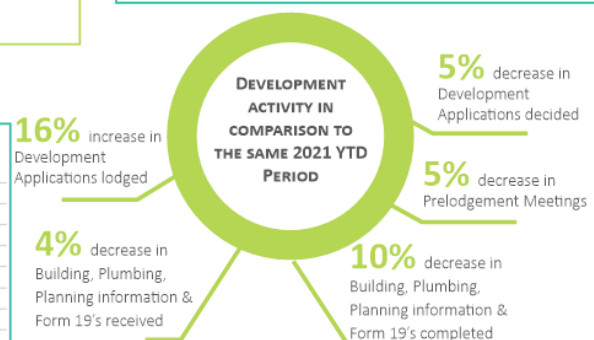 DEVELOPMENT
ACTIVITY IN
COMPARISON TO
THE SAME 2021 YTD
PERIOD
16% increase in
Development
Applications lodged
4% decrease in
Building, Plumbing,
Planning information &
Form 19's received
5% decrease in
Development
Applications decided
5% decrease in
Prelodgement Meetings
10% decrease in
Building, Plumbing,
Planning information &
Form 19's completed